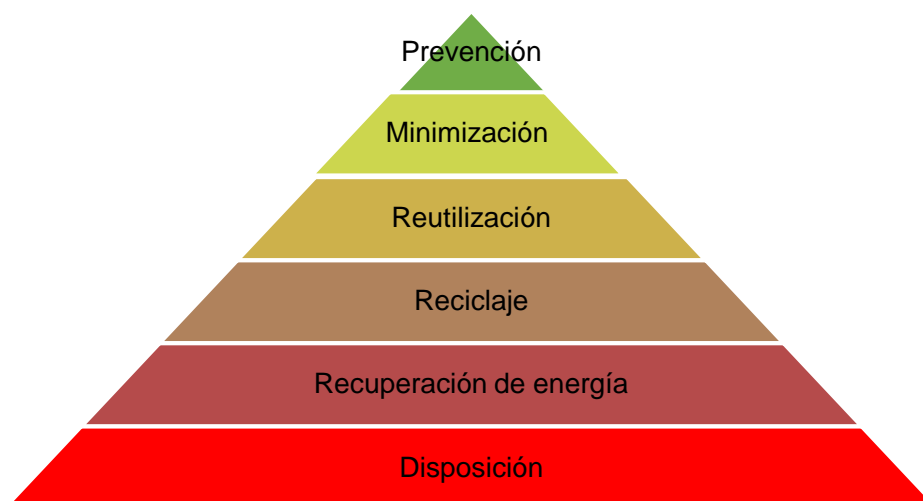 Prevención
Minimización
Reutilización
Reciclaje
Recuperación de energía
Disposición